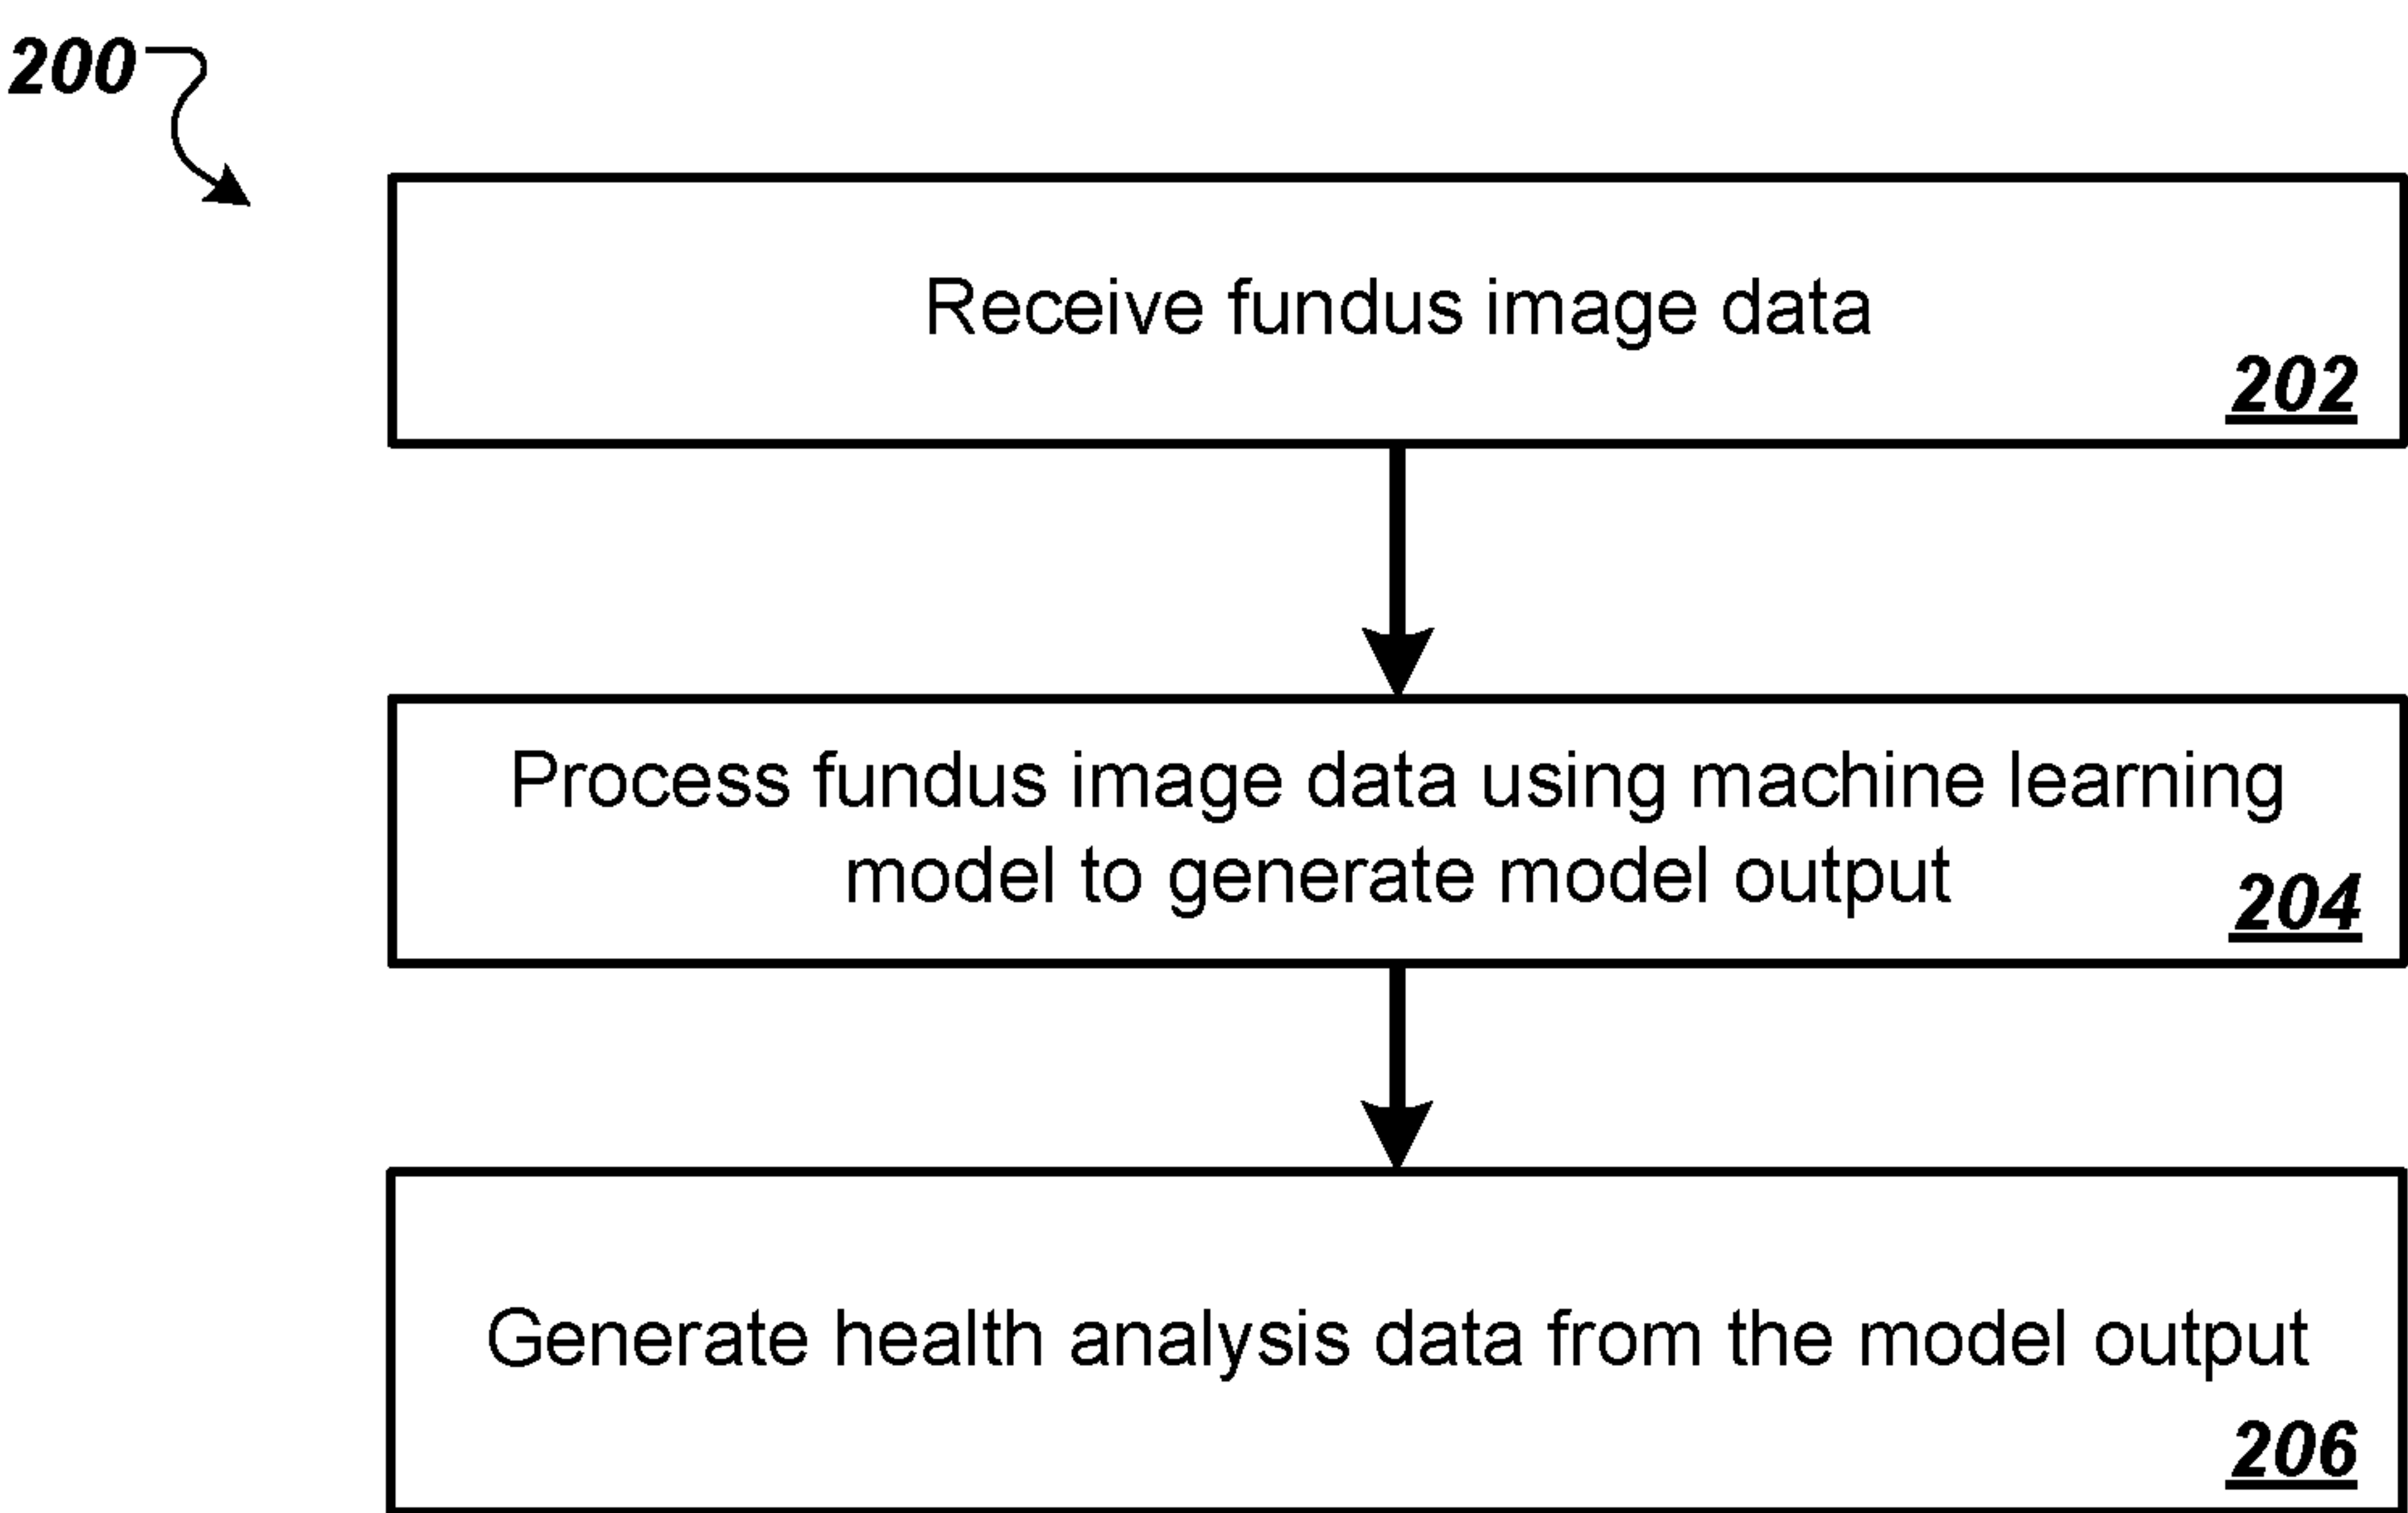 200
Receive fundus image data
202
Process fundus image data using machine learning
model to generate model output
204
Generate health analysis data from the model output
206